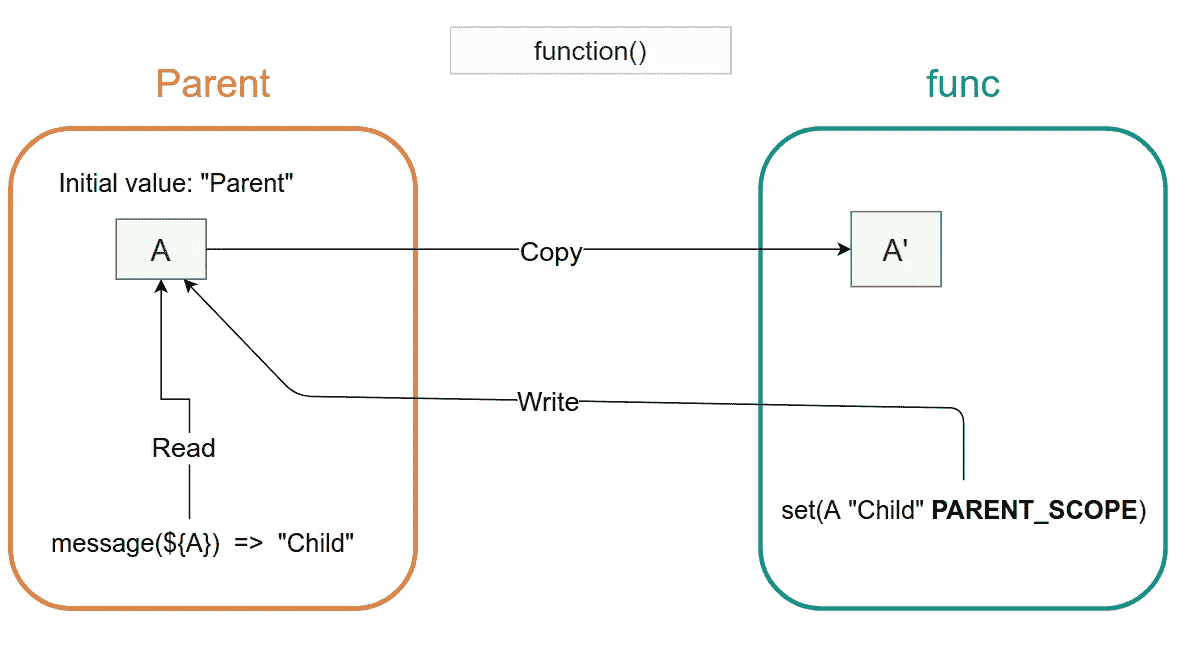 function()
Parent
func
Initial value: "Parent"
A
Copy
A'
Write
Read
set(A "Child" PARENT_SCOPE)
message(${A}) => "Child"